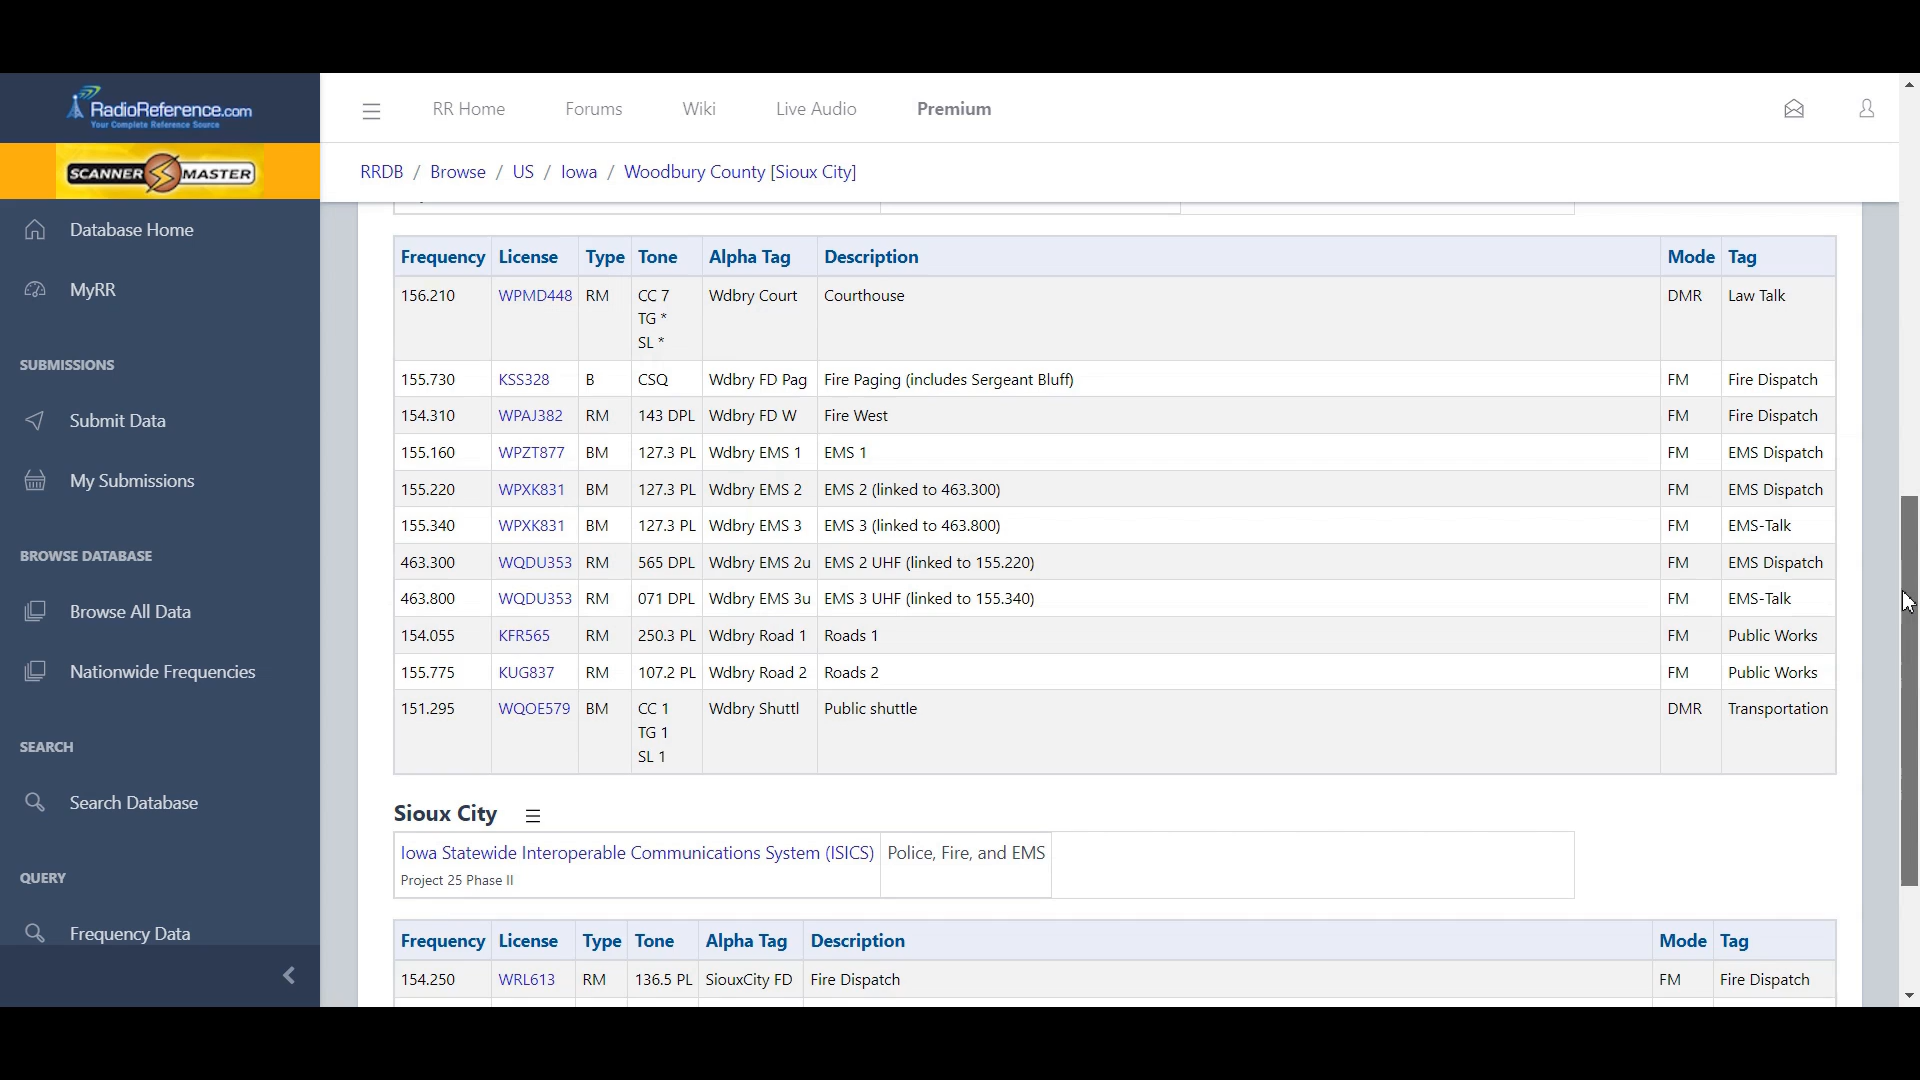 RadioReference.com
Your Complete Reference Source
SCANNER MASTER
Database Home
MyRR
SUBMISSIONS
Submit Data
My Submissions
BROWSE DATABASE
Browse All Data
Nationwide Frequencies
SEARCH
Search Database
QUERY
Frequency Data
RR Home Forums Wiki Live Audio Premium
RRDB / Browse / US / Iowa / Woodbury County [Sioux City]
Frequency License Type Tone Alpha Tag Description Mode Tag
156.210 WPMD448 RM CC 7 Wdbry Court Courthouse DMR Law Talk
TG *
SL *
155.730 KSS328 B CSQ Wdbry FD Pag Fire Paging (includes Sergeant Bluff) FM Fire Dispatch
154.310 WPAJ382 RM 143 DPL Wdbry FD W Fire West FM Fire Dispatch
155.160 WPZT877 BM 127.3 PL Wdbry EMS 1 EMS 1 FM EMS Dispatch
155.220 WPXK831 BM 127.3 PL Wdbry EMS 2 EMS 2 (linked to 463.300) FM EMS Dispatch
155.340 WPXK831 BM 127.3 PL Wdbry EMS 3 EMS 3 (linked to 463.800) FM EMS-Talk
463.300 WQDU353 RM 565 DPL Wdbry EMS 2u EMS 2 UHF (linked to 155.220) FM EMS Dispatch
463.800 WQDU353 RM 071 DPL Wdbry EMS 3u EMS 3 UHF (linked to 155.340) FM EMS-Talk
154.055 KFR565 RM 250.3 PL Wdbry Road 1 Roads 1 FM Public Works
155.775 KUG837 RM 107.2 PL Wdbry Road 2 Roads 2 FM Public Works
151.295 WQOE579 BM CC 1 Wdbry Shuttl Public shuttle DMR Transportation
TG 1
SL 1
Sioux City
Iowa Statewide Interoperable Communications System (ISICS) Police, Fire, and EMS
Project 25 Phase II
Frequency License Type Tone Alpha Tag Description Mode Tag
154.250 WRL613 RM 136.5 PL SiouxCity FD Fire Dispatch FM Fire Dispatch